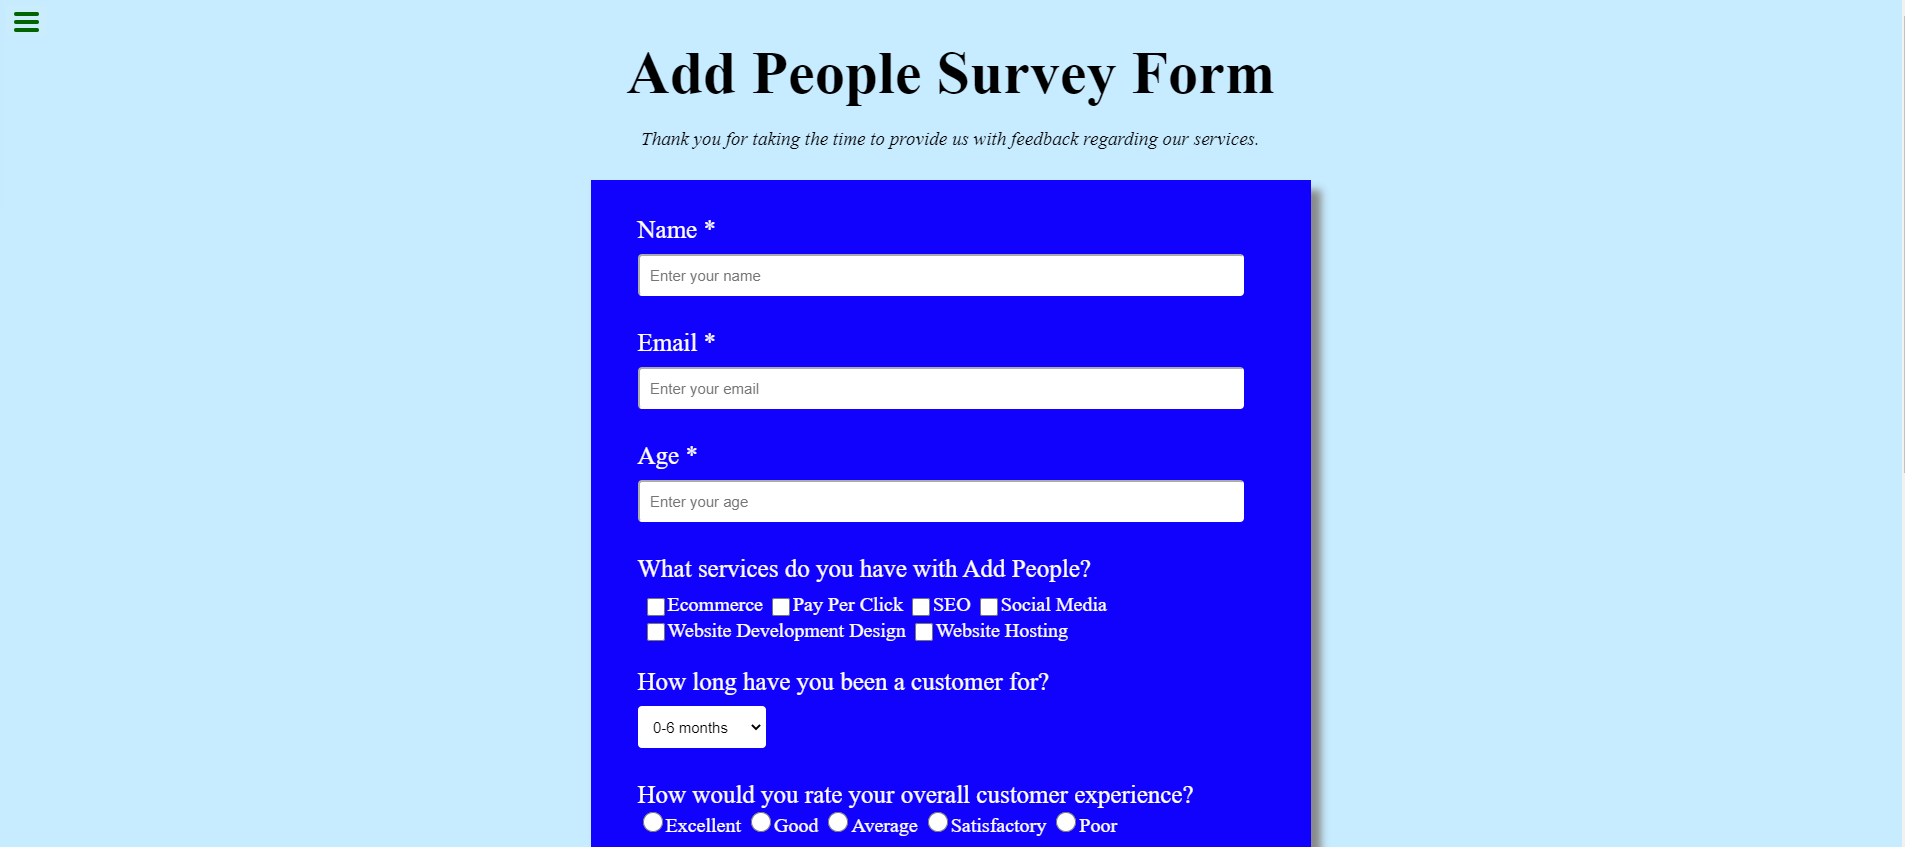 Add People Survey Form
Thank you for taking the time to provide us with feedback regarding our services.
Name *
Enter your name
Email *
Enter your email
Age *
Enter your age
What services do you have with Add People?
Ecommerce Pay Per Click SEO Social Media
Website Development Design Website Hosting
How long have you been a customer for?
0-6 months
How would you rate your overall customer experience?
Excellent Good Average Satisfactory Poor